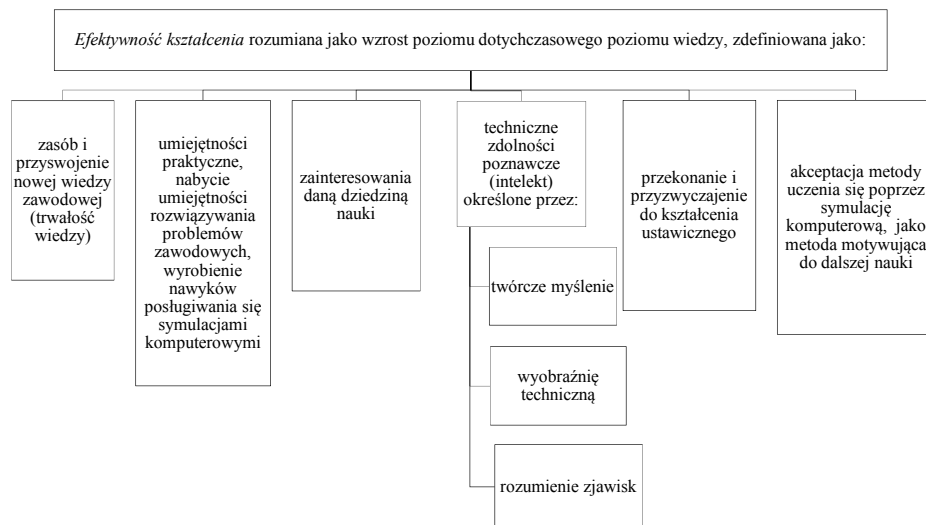 Efektywność kształcenia rozumiana jako wzrost poziomu dotychczasowego poziomu wiedzy, zdefiniowana jako:
zasób i
przyswojenie
nowej wiedzy
zawodowej
(trwałość
wiedzy)
umiejętności
praktyczne,
nabycie
umiejętności
rozwiązywania
problemów
zawodowych,
wyrobienie
nawyków
posługiwania się
symulacjami
komputerowymi
zainteresowania
daną dziedziną
nauki
techniczne
zdolności
poznawcze
(intelekt)
określone przez:
twórcze myślenie
wyobraźnię
techniczną
rozumienie zjawisk
przekonanie i
przyzwyczajenie
do kształcenia
ustawicznego
akceptacja metody
uczenia się poprzez
symulację
komputerową, jako
metoda motywująca
do dalszej nauki